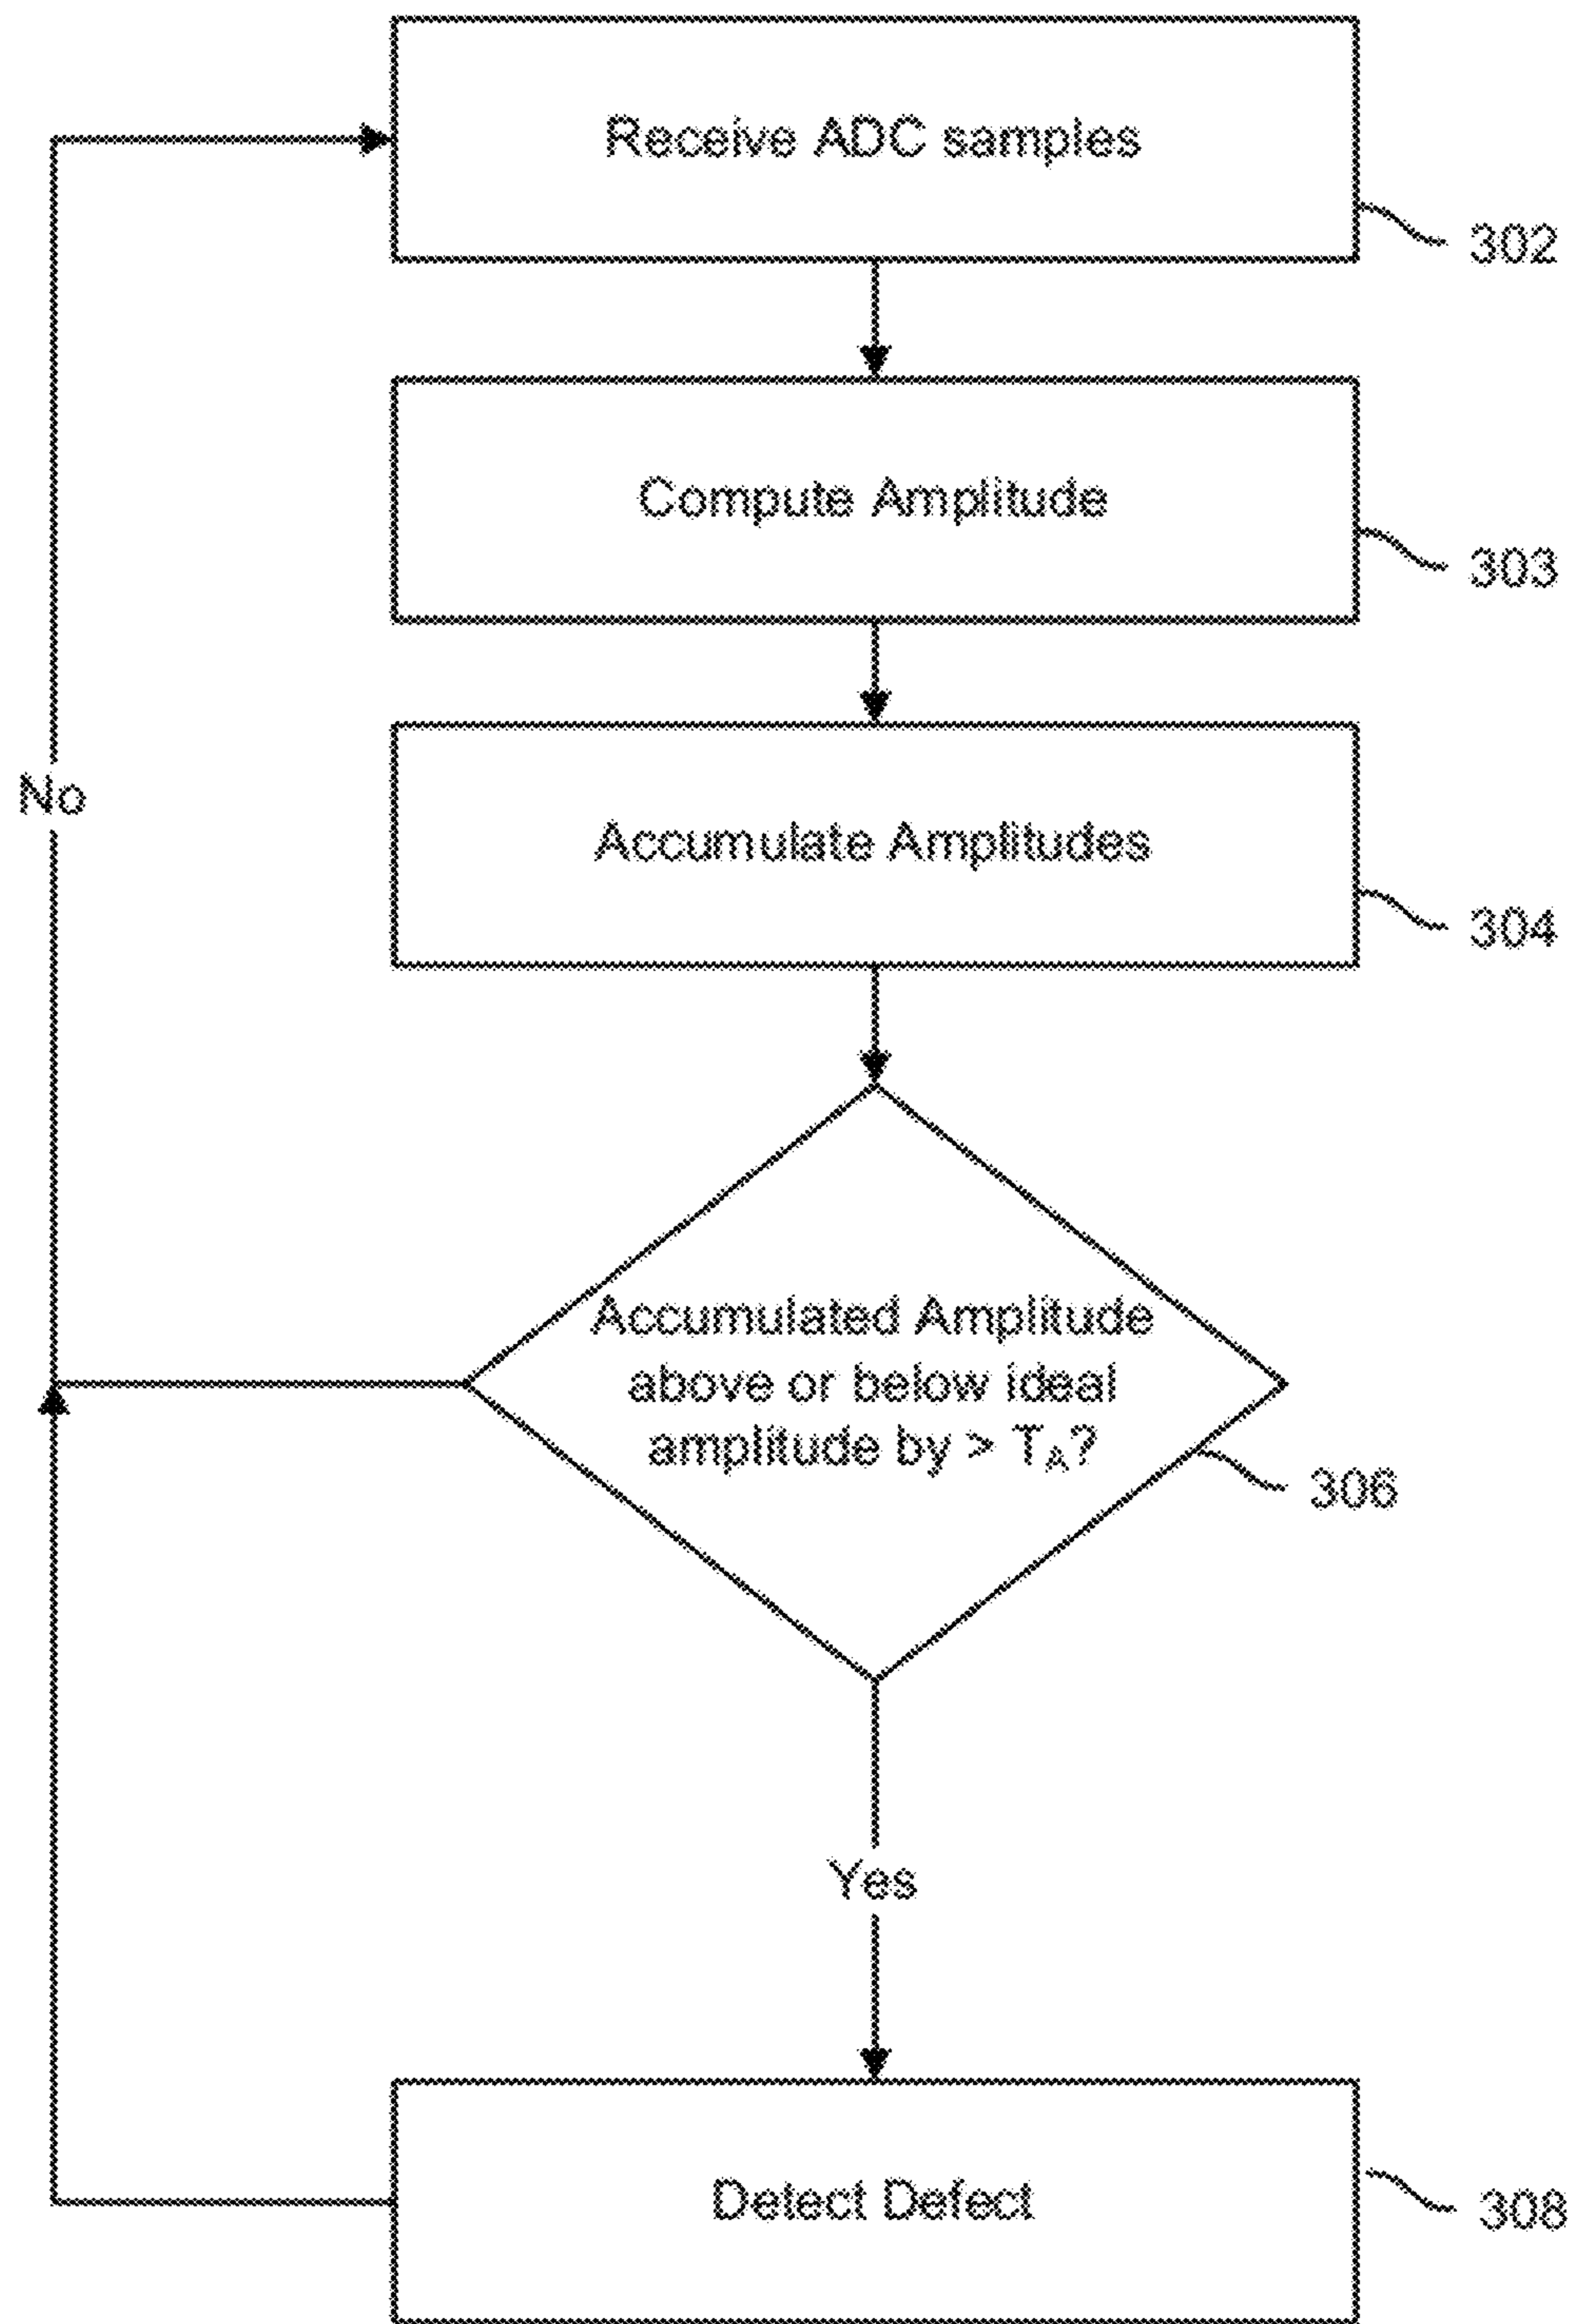 Receive ADC samples
302
Compute Amplitude
303
No
Accumulate Amplitudes
304
Accumulated Amplitude
above or below ideal
amplitude by > TA?
306
Yes
Detect Defect
308